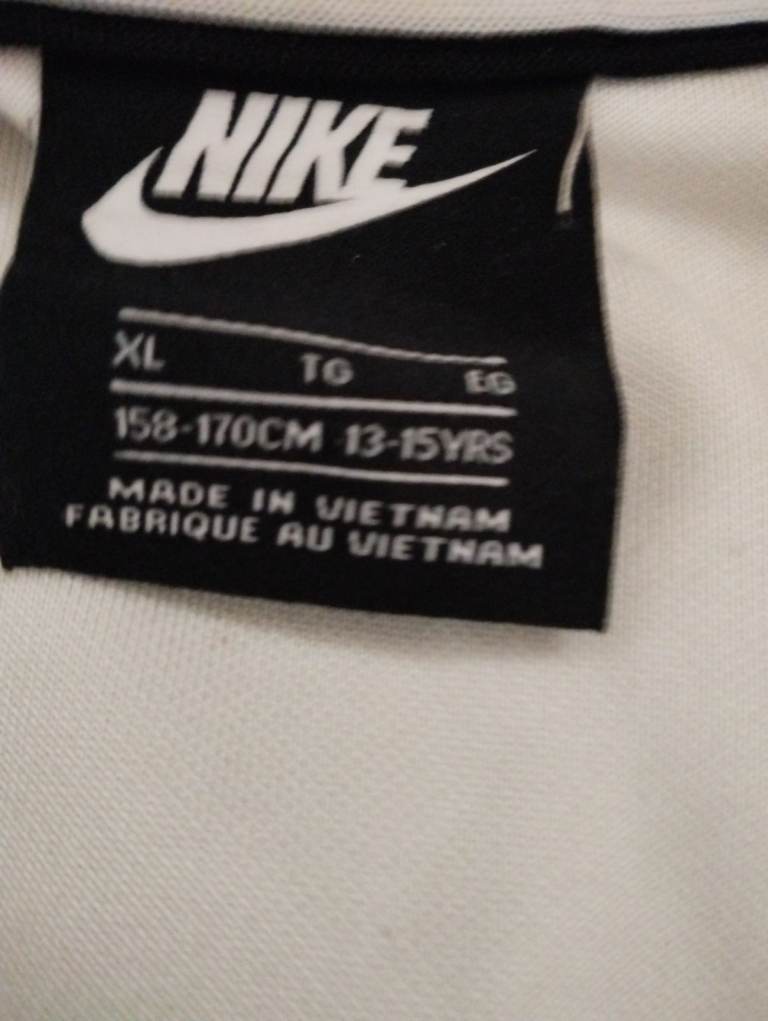 NIKE
XL TG EG
158-170CM 13-15YRS
MADE IN VIETNAM
FABRIQUE AU VIETNAM